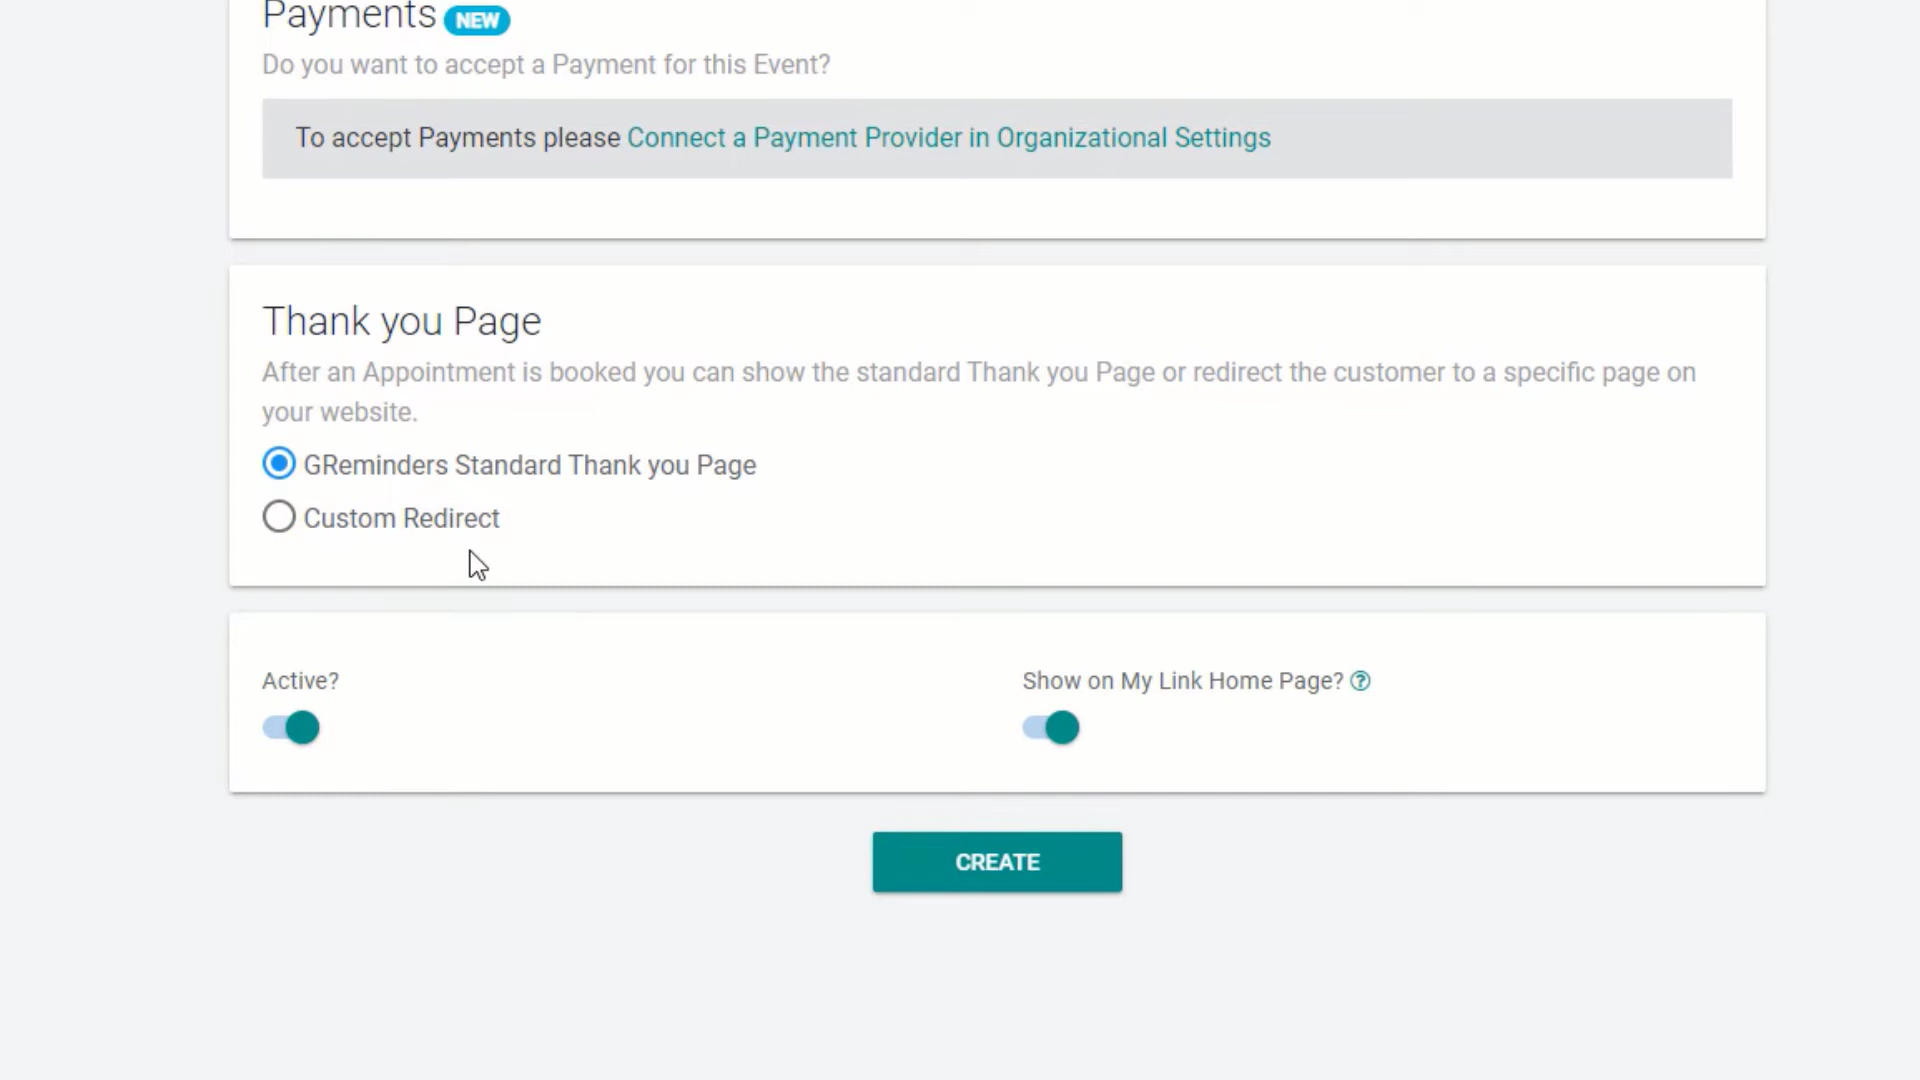 Payments NEW
Do you want to accept a Payment for this Event?
To accept Payments please Connect a Payment Provider in Organizational Settings
Thank you Page
After an Appointment is booked you can show the standard Thank you Page or redirect the customer to a specific page on
your website.
GReminders Standard Thank you Page
Custom Redirect
Active?
Show on My Link Home Page? ?
CREATE